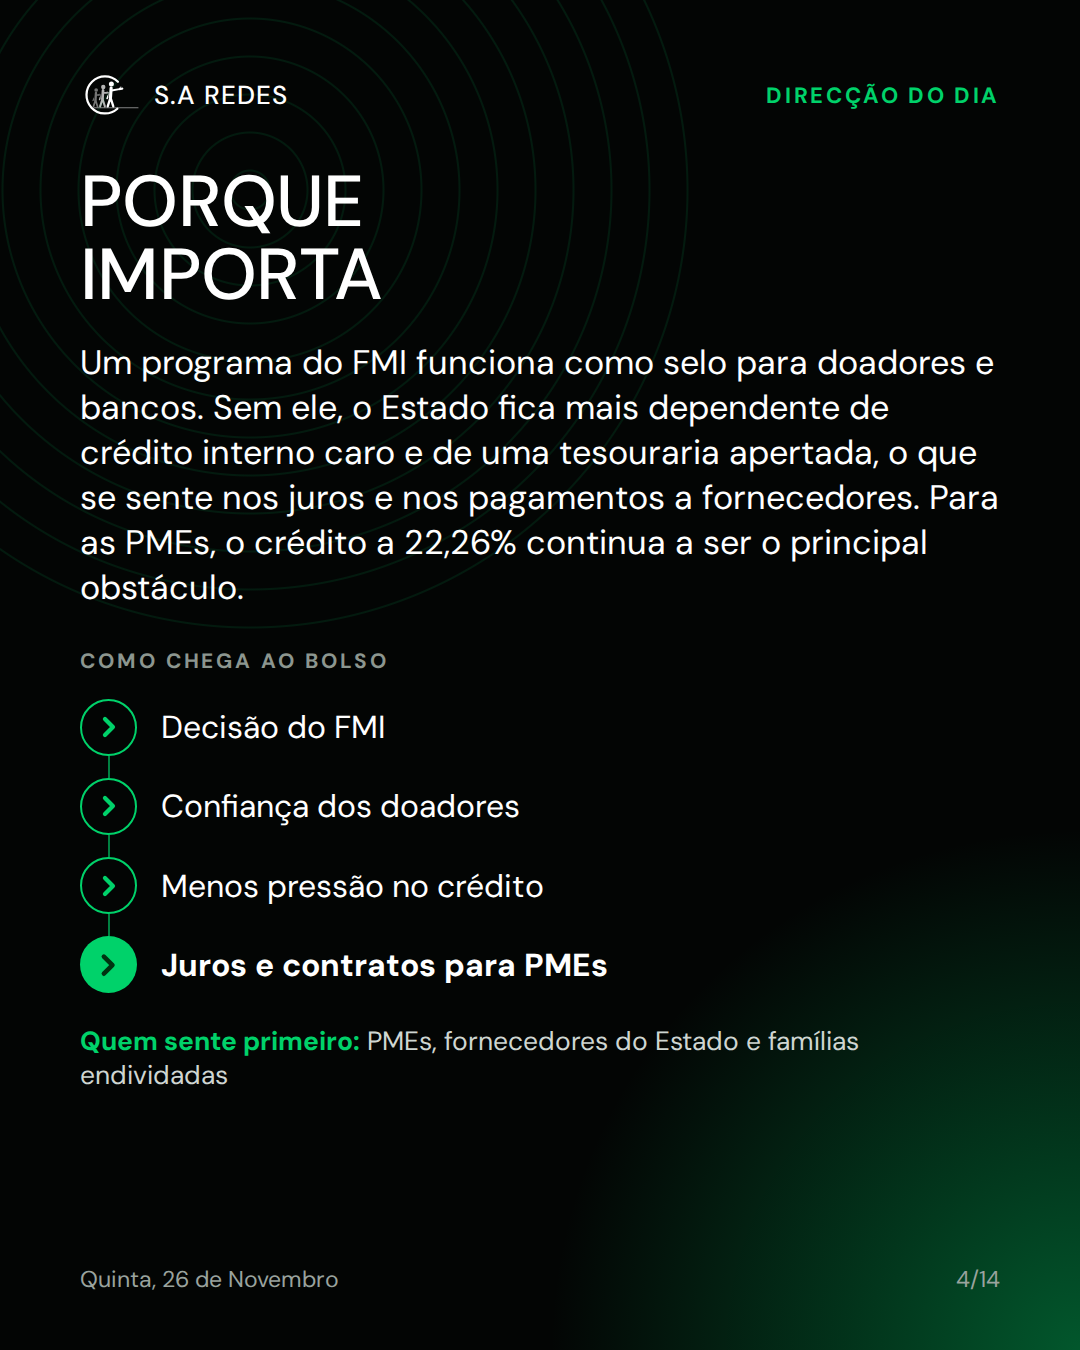 S.A REDES
DIRECÇÃO DO DIA
PORQUE
IMPORTA
Um programa do FMI funciona como selo para doadores e
bancos. Sem ele, o Estado fica mais dependente de
crédito interno caro e de uma tesouraria apertada, o que
se sente nos juros e nos pagamentos a fornecedores. Para
as PMEs, o crédito a 22,26% continua a ser o principal
obstáculo.
COMO CHEGA AO BOLSO
Decisão do FMI
Confiança dos doadores
Menos pressão no crédito
Juros e contratos para PMEs
Quem sente primeiro: PMEs, fornecedores do Estado e famílias
endividadas
Quinta, 26 de Novembro
4/14